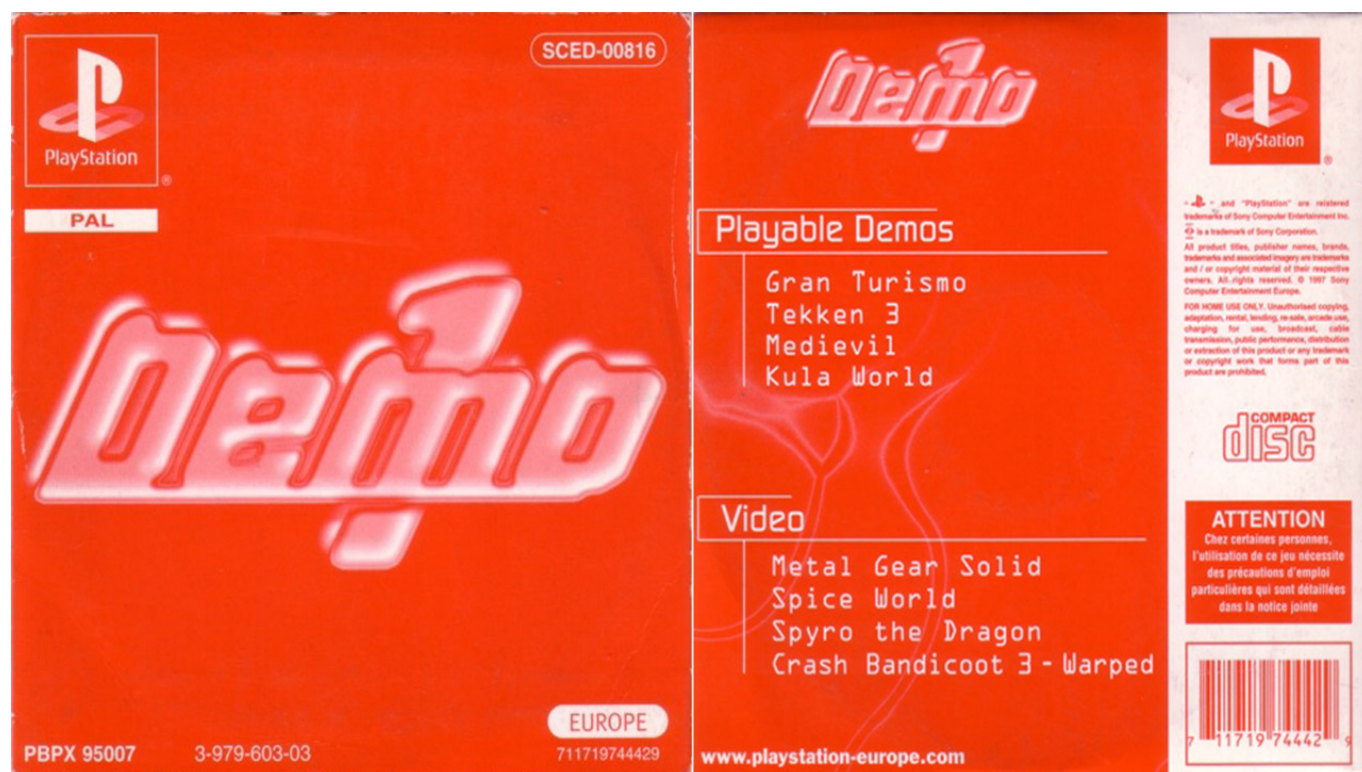 PlayStation
®
SCED-00816
PAL
Demo 1
EUROPE
PBPX 95007
3-979-603-03
711719744429
Demo 1
Playable Demos
Gran Turismo
Tekken 3
Medievil
Kula World
Video
Metal Gear Solid
Spice World
Spyro the Dragon
Crash Bandicoot 3 - Warped
www.playstation-europe.com
PlayStation
®
" " and "PlayStation" are reistered
trademarks of Sony Computer Entertainment Inc.
is a trademark of Sony Corporation.
All product titles, publisher names, brands,
trademarks and associated imagery are trademarks
and / or copyright material of their respective
owners. All rights reserved. © 1997 Sony
Computer Entertainment Europe.
FOR HOME USE ONLY. Unauthorised copying,
adaptation, rental, lending, re-sale, arcade use,
charging for use, broadcast, cable
transmission, public performance, distribution
or extraction of this product or any trademark
or copyright work that forms part of this
product are prohibited.
COMPACT
disc
ATTENTION
Chez certaines personnes,
l'utilisation de ce jeu nécessite
des précautions d'emploi
particulières qui sont détaillées
dans la notice jointe
7 11719 74442 9